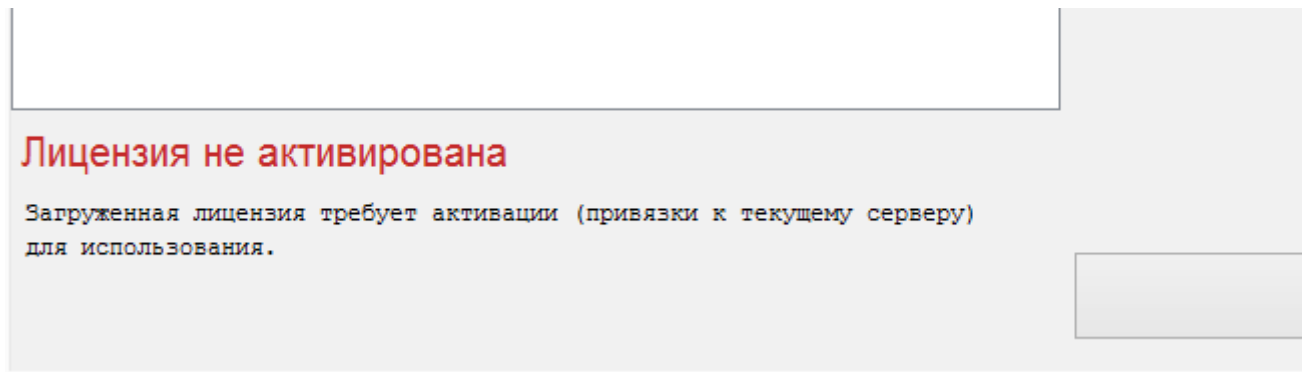 Лицензия не активирована
Загруженная лицензия требует активации (привязки к текущему серверу)
для использования.